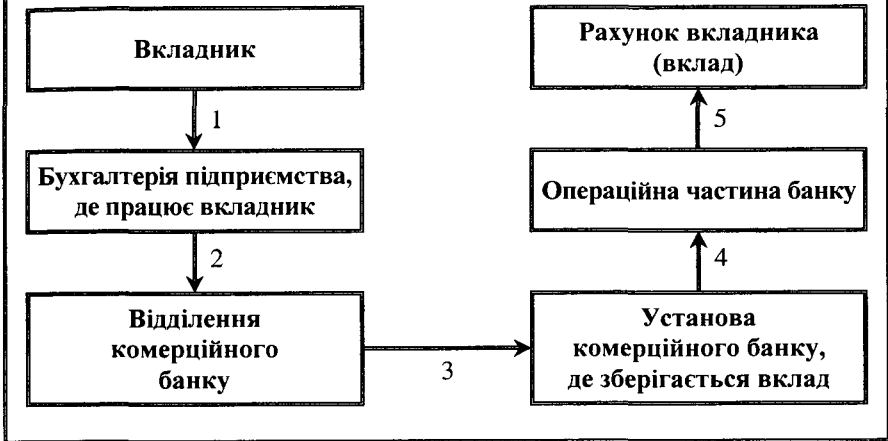 Вкладник
1
Бухгалтерія підприємства,
де працює вкладник
2
Відділення
комерційного
банку
3
Установа
комерційного банку,
де зберігається вклад
4
Операційна частина банку
5
Рахунок вкладника
(вклад)